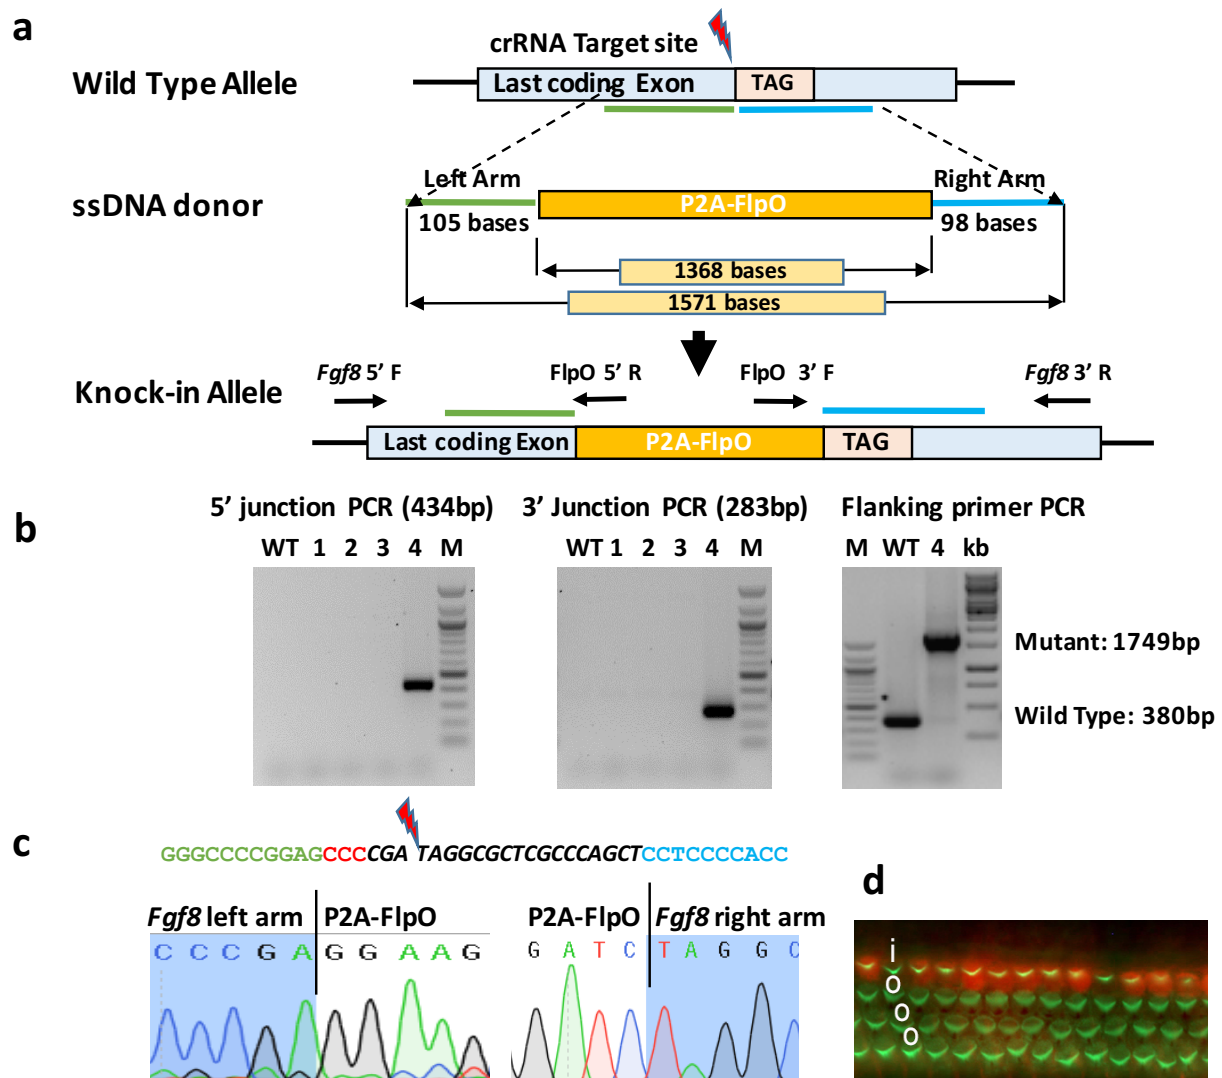 a
crRNA Target site
Wild Type Allele
Last coding Exon TAG
Left Arm Right Arm
ssDNA donor
P2A-FlpO
105 bases 98 bases
1368 bases
1571 bases
Fgf8 5’ F FlpO 5’ R FlpO 3’ F Fgf8 3’ R
Knock-in Allele
Last coding Exon P2A-FlpO TAG
b
5’ junction PCR (434bp) 3’ Junction PCR (283bp) Flanking primer PCR
WT 1 2 3 4 M WT 1 2 3 4 M M WT 4 kb
Mutant: 1749bp
Wild Type: 380bp
c
GGGCCCCGGAGCCCCGA TAGGCGCTCGCCCAGCTCCTCCCCACC
Fgf8 left arm P2A-FlpO P2A-FlpO Fgf8 right arm
C C C G A G G A A G G A T C T A G G C
d
i
o
o
o